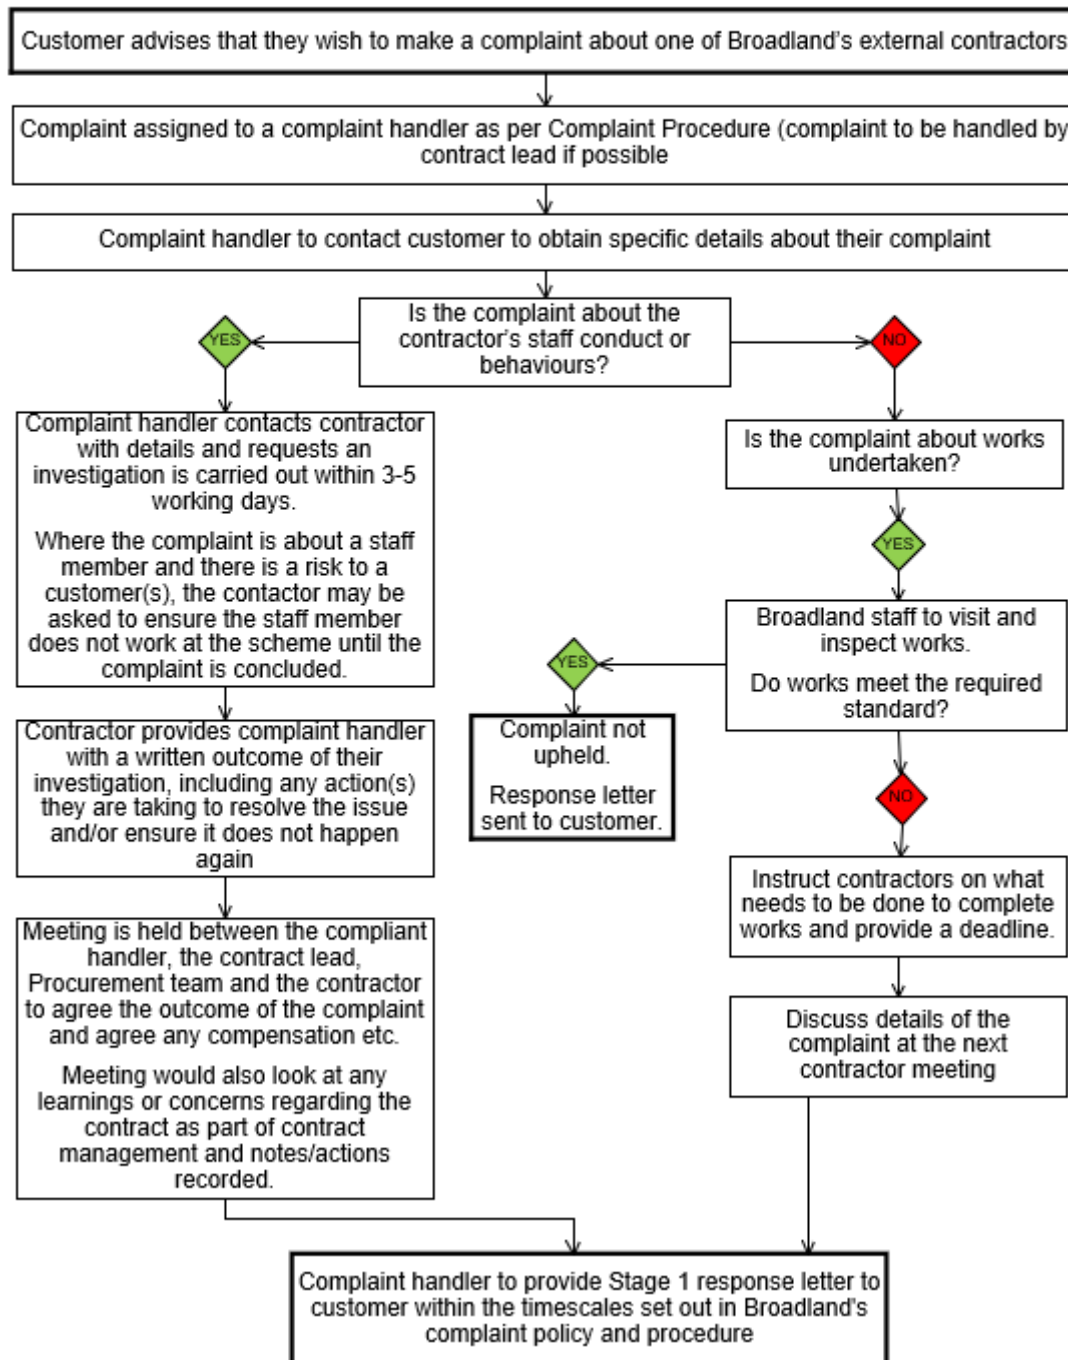 Customer advises that they wish to make a complaint about one of Broadland's external contractors
Complaint assigned to a complaint handler as per Complaint Procedure (complaint to be handled by
contract lead if possible
Complaint handler to contact customer to obtain specific details about their complaint
Is the complaint about the
contractor's staff conduct or
behaviours?
YES
NO
Complaint handler contacts contractor
with details and requests an
investigation is carried out within 3-5
working days.
Where the complaint is about a staff
member and there is a risk to a
customer(s), the contactor may be
asked to ensure the staff member
does not work at the scheme until the
complaint is concluded.
Contractor provides complaint handler
with a written outcome of their
investigation, including any action(s)
they are taking to resolve the issue
and/or ensure it does not happen
again
Meeting is held between the compliant
handler, the contract lead,
Procurement team and the contractor
to agree the outcome of the complaint
and agree any compensation etc.
Meeting would also look at any
learnings or concerns regarding the
contract as part of contract
management and notes/actions
recorded.
Is the complaint about works
undertaken?
YES
Broadland staff to visit and
inspect works.
Do works meet the required
standard?
YES
Complaint not
upheld.
Response letter
sent to customer.
NO
Instruct contractors on what
needs to be done to complete
works and provide a deadline.
Discuss details of the
complaint at the next
contractor meeting
Complaint handler to provide Stage 1 response letter to
customer within the timescales set out in Broadland's
complaint policy and procedure